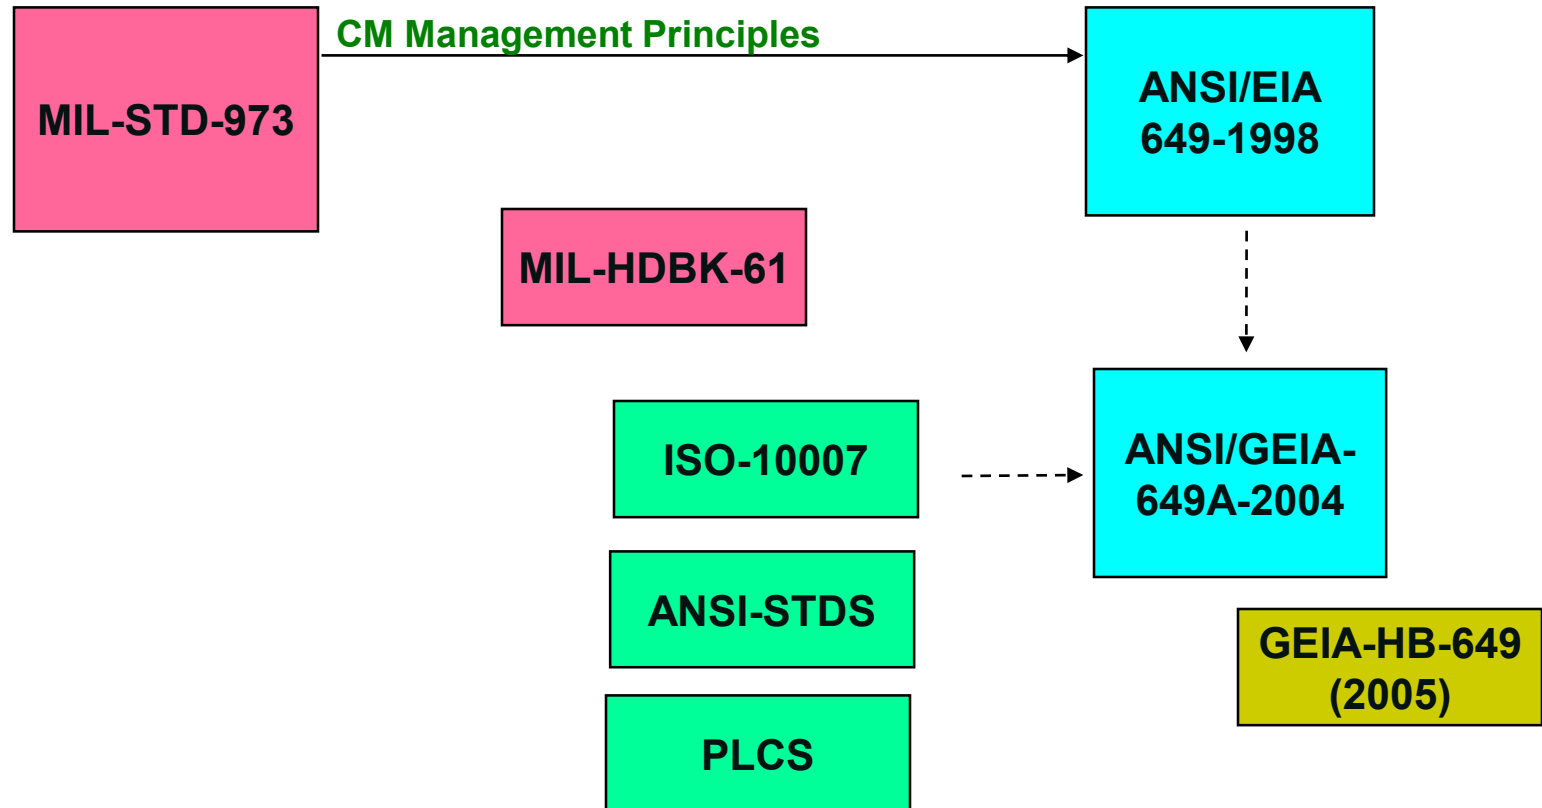 CM Management Principles
MIL-STD-973
ANSI/EIA
649-1998
MIL-HDBK-61
ISO-10007
ANSI/GEIA-
649A-2004
ANSI-STDS
GEIA-HB-649
(2005)
PLCS